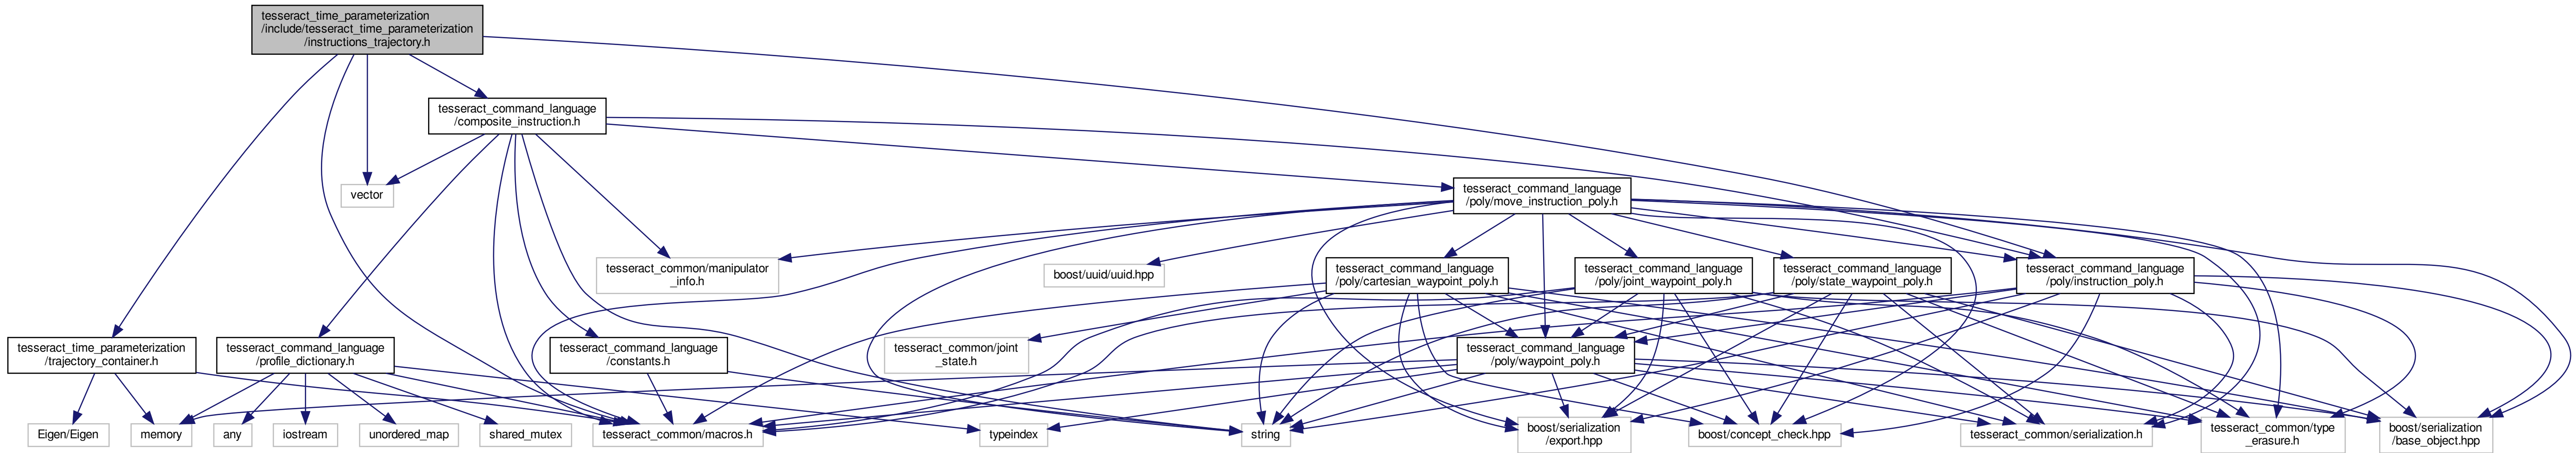 tesseract_time_parameterization
/include/tesseract_time_parameterization
/instructions_trajectory.h
tesseract_command_language
/composite_instruction.h
vector
tesseract_command_language
/poly/move_instruction_poly.h
tesseract_common/manipulator
_info.h
boost/uuid/uuid.hpp
tesseract_command_language
/poly/cartesian_waypoint_poly.h
tesseract_command_language
/poly/joint_waypoint_poly.h
tesseract_command_language
/poly/state_waypoint_poly.h
tesseract_command_language
/poly/instruction_poly.h
tesseract_time_parameterization
/trajectory_container.h
tesseract_command_language
/profile_dictionary.h
tesseract_command_language
/constants.h
tesseract_common/joint
_state.h
tesseract_command_language
/poly/waypoint_poly.h
Eigen/Eigen
memory
any
iostream
unordered_map
shared_mutex
tesseract_common/macros.h
typeindex
string
boost/serialization
/export.hpp
boost/concept_check.hpp
tesseract_common/serialization.h
tesseract_common/type
_erasure.h
boost/serialization
/base_object.hpp